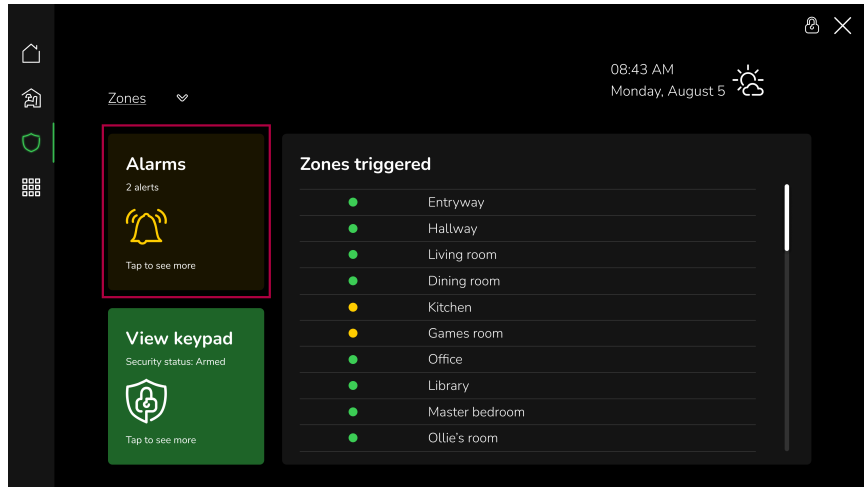 08:43 AM
Monday, August 5
Zones
Alarms
2 alerts
Tap to see more
View keypad
Security status: Armed
Tap to see more
Zones triggered
Entryway
Hallway
Living room
Dining room
Kitchen
Games room
Office
Library
Master bedroom
Ollie's room